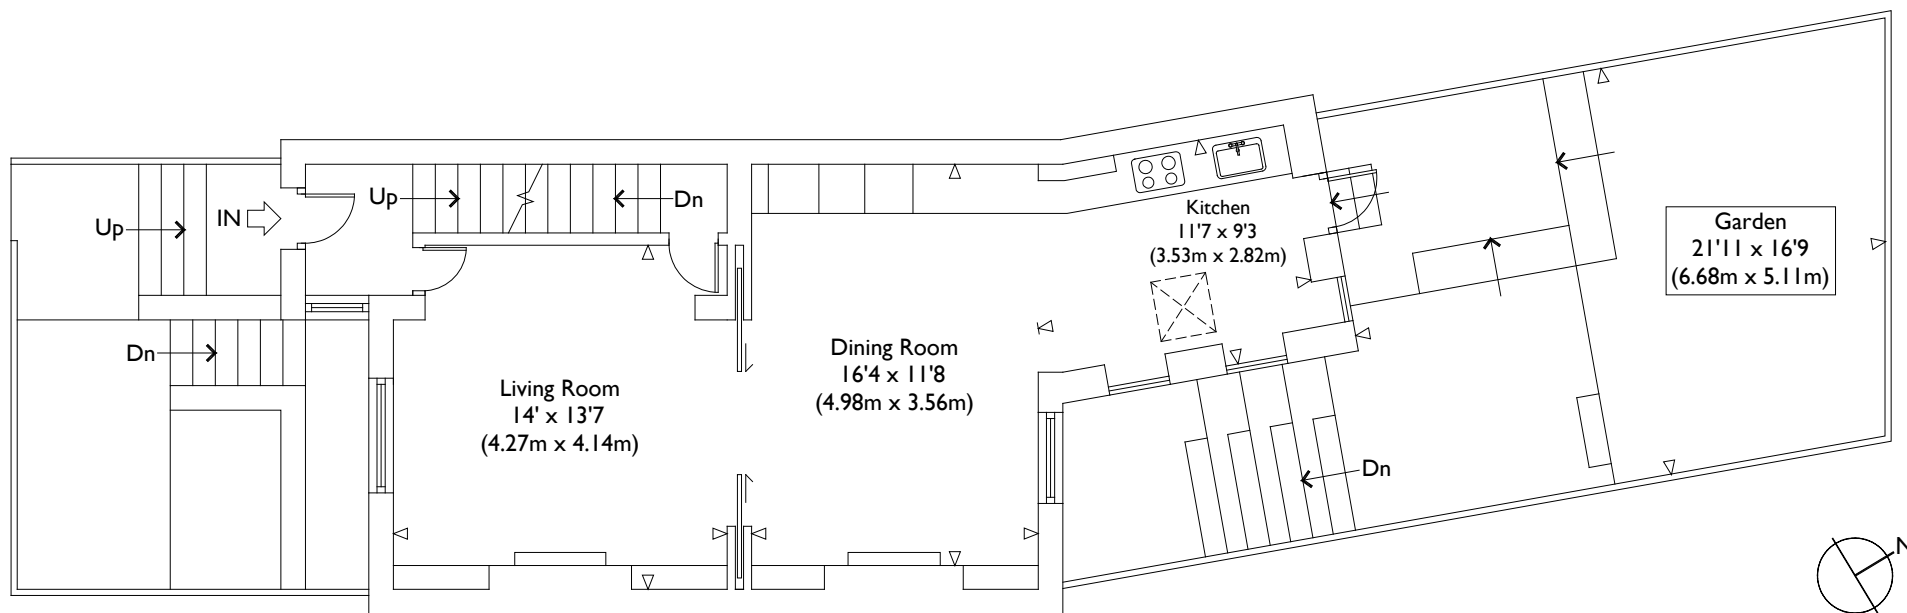 Up
IN
Up
Dn
Dn
Living Room
14' x 13'7
(4.27m x 4.14m)
Dining Room
16'4 x 11'8
(4.98m x 3.56m)
Kitchen
11'7 x 9'3
(3.53m x 2.82m)
Garden
21'11 x 16'9
(6.68m x 5.11m)
Dn
N